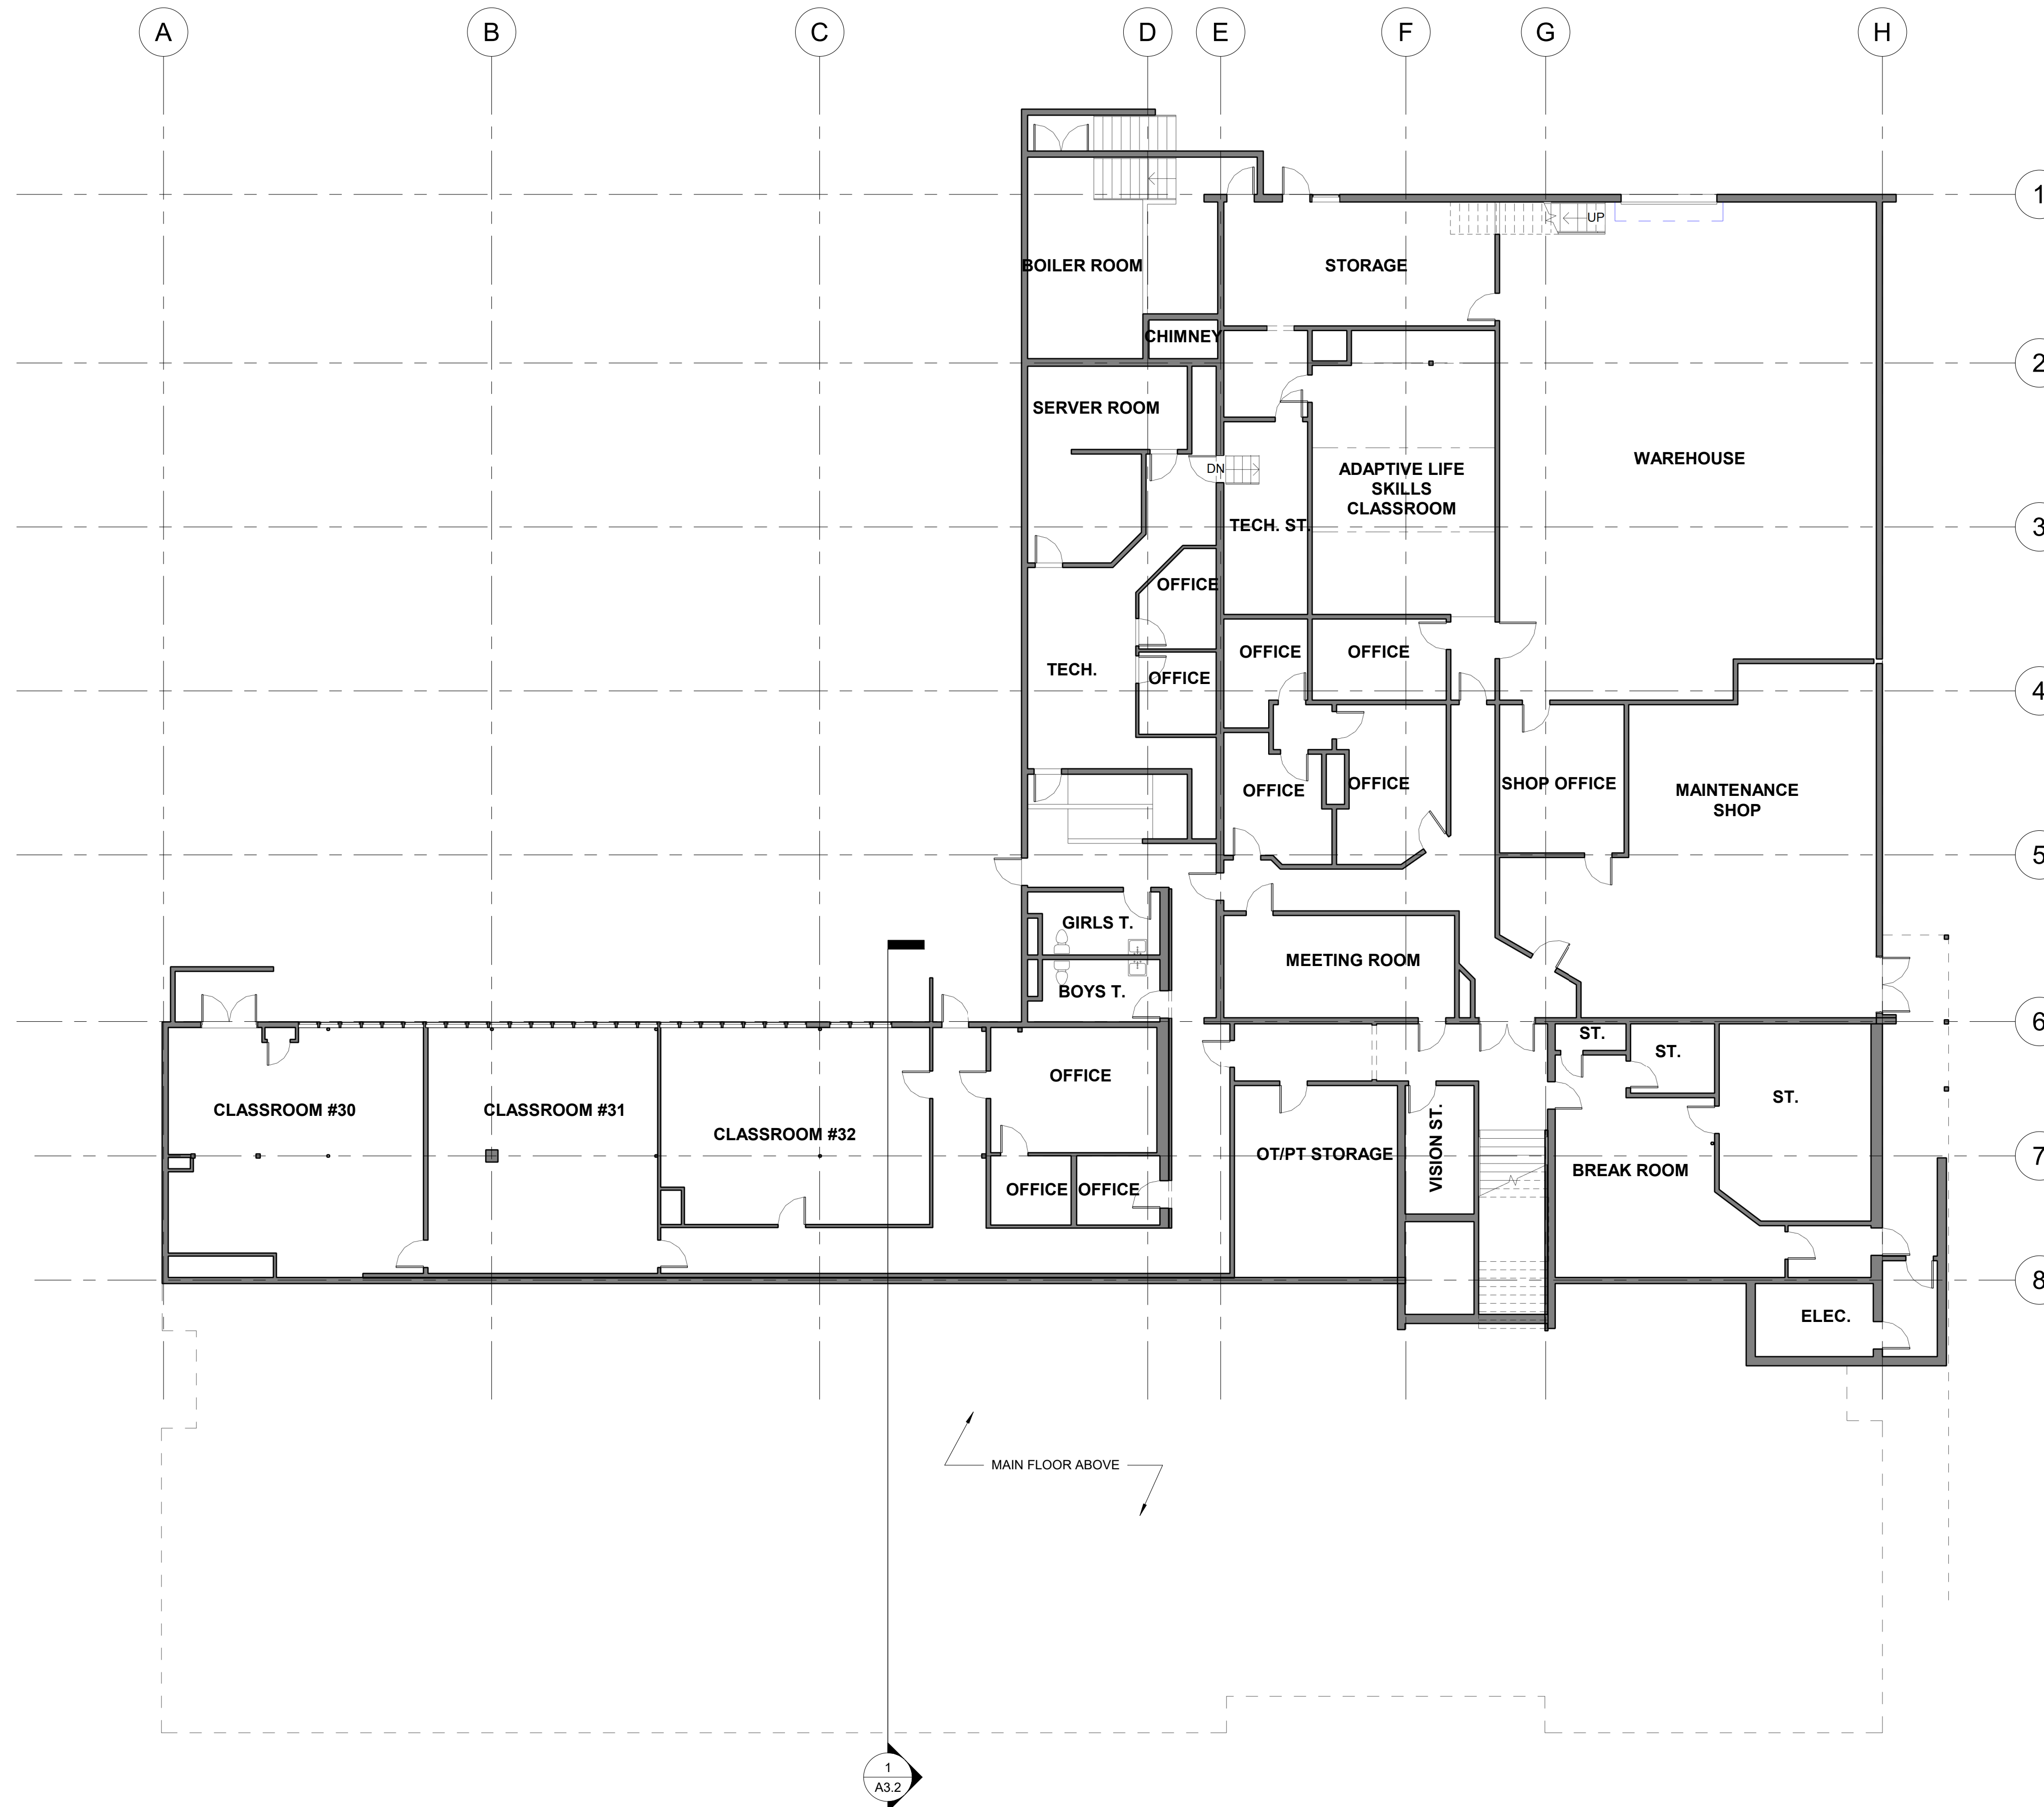 A
B
C
D
E
F
G
H
1
UP
BOILER ROOM
STORAGE
CHIMNEY
2
SERVER ROOM
WAREHOUSE
DN
ADAPTIVE LIFE
SKILLS
CLASSROOM
TECH. ST.
3
OFFICE
OFFICE
OFFICE
TECH.
OFFICE
4
OFFICE
OFFICE
SHOP OFFICE
MAINTENANCE
SHOP
5
GIRLS T.
MEETING ROOM
BOYS T.
6
ST.
ST.
OFFICE
ST.
CLASSROOM #30
CLASSROOM #31
CLASSROOM #32
VISION ST.
OT/PT STORAGE
7
BREAK ROOM
OFFICE
OFFICE
8
ELEC.
MAIN FLOOR ABOVE
1
A3.2